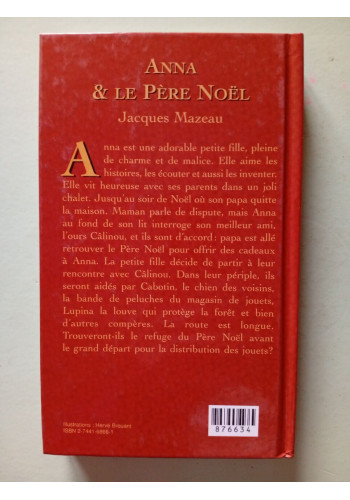 ANNA
& LE PÈRE NOËL
Jacques Mazeau
Anna est une adorable petite fille, pleine
de charme et de malice. Elle aime les
histoires, les écouter et aussi les inventer.
Elle vit heureuse avec ses parents dans un joli
chalet. Jusqu'au soir de Noël où son papa quitte
la maison. Maman parle de dispute, mais Anna
au fond de son lit interroge son meilleur ami,
l'ours Câlinou, et ils sont d'accord : papa est allé
retrouver le Père Noël pour offrir des cadeaux
à Anna. La petite fille décide de partir à leur
rencontre avec Câlinou. Dans leur périple, ils
seront aidés par Cabotin, le chien des voisins,
la bande de peluches du magasin de jouets,
Lupina la louve qui protège la forêt et bien
d'autres compères. La route est longue.
Trouveront-ils le refuge du Père Noël avant
le grand départ pour la distribution des jouets?
Illustrations : Hervé
876634